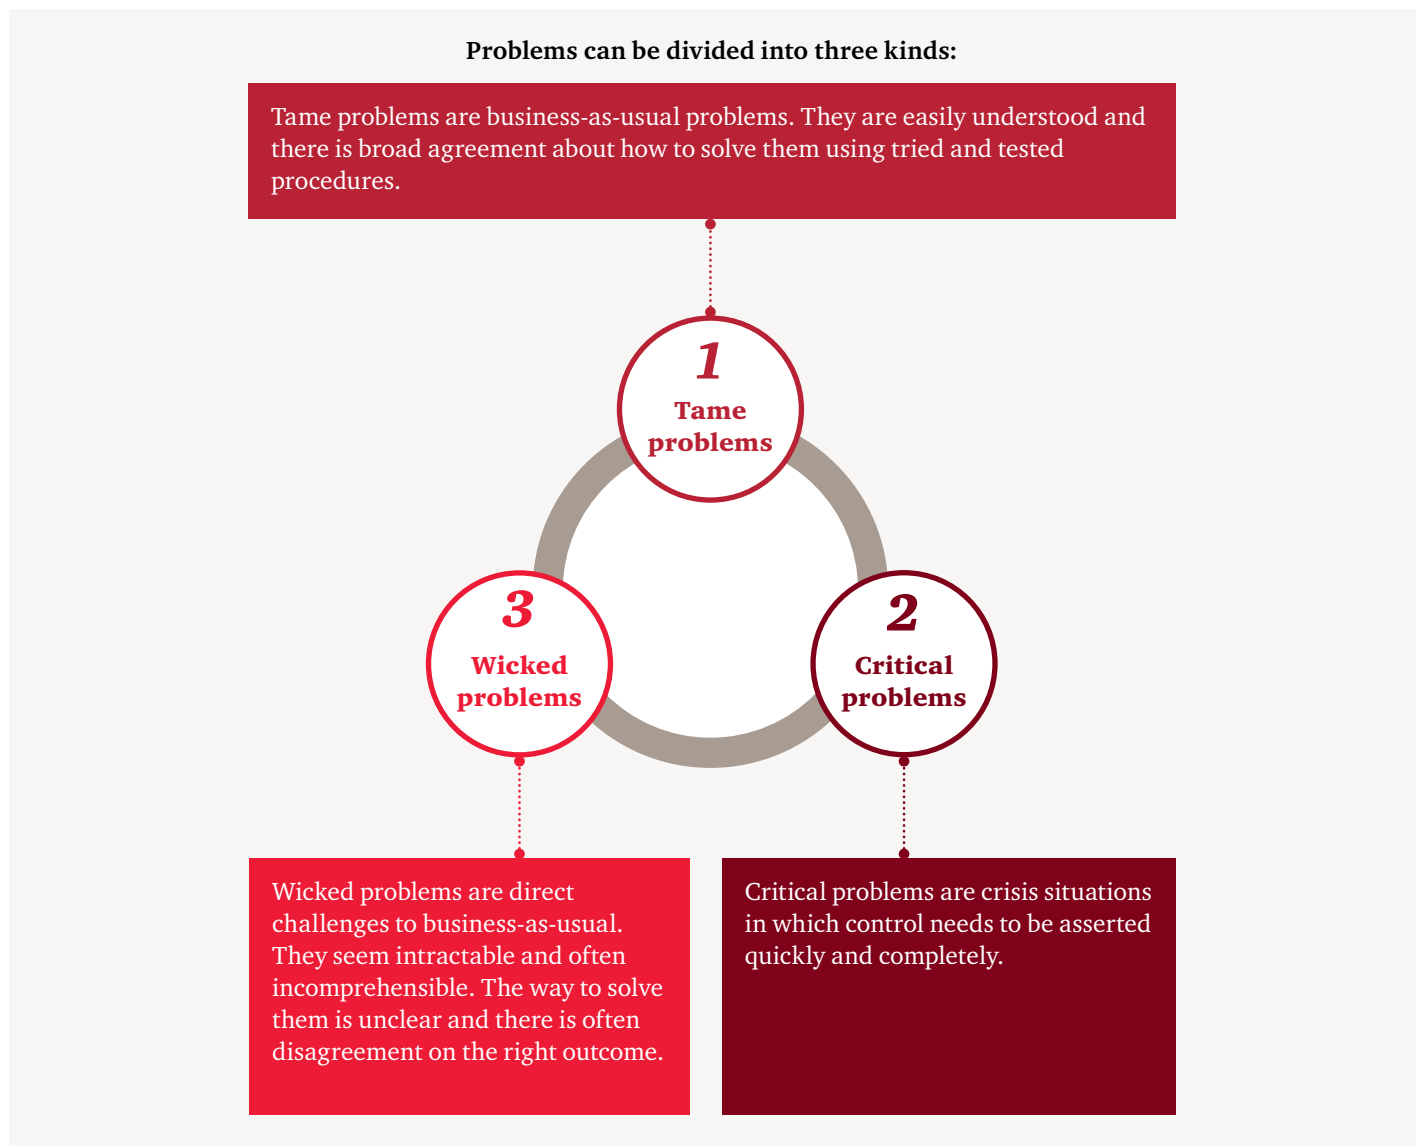 Problems can be divided into three kinds:
Tame problems are business-as-usual problems. They are easily understood and
there is broad agreement about how to solve them using tried and tested
procedures.
1
Tame
problems
3
Wicked
problems
2
Critical
problems
Wicked problems are direct
challenges to business-as-usual.
They seem intractable and often
incomprehensible. The way to solve
them is unclear and there is often
disagreement on the right outcome.
Critical problems are crisis situations
in which control needs to be asserted
quickly and completely.